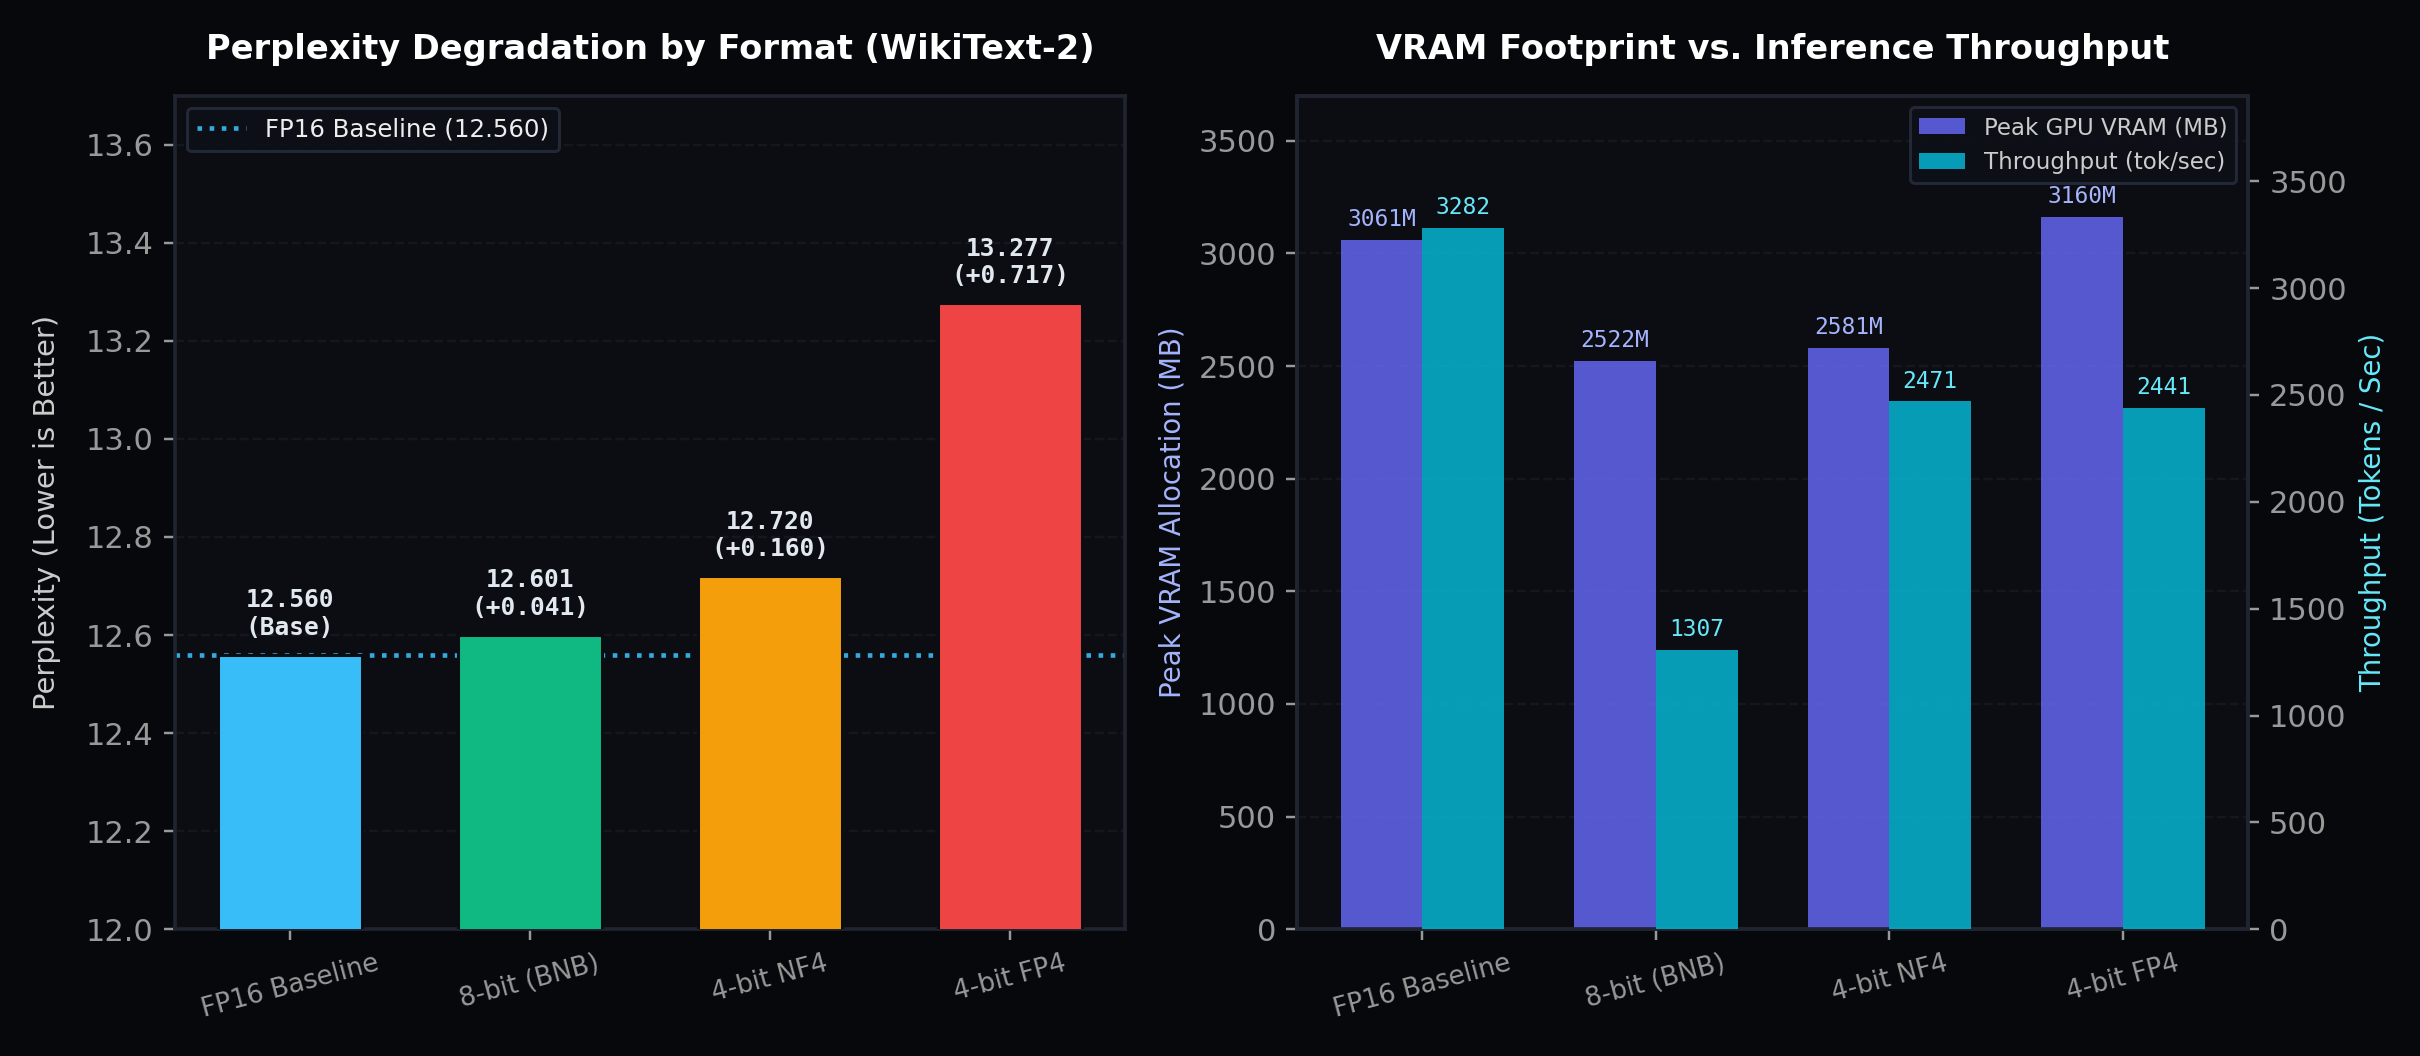 Perplexity Degradation by Format (WikiText-2)
FP16 Baseline (12.560)
Perplexity (Lower is Better)
13.6
13.4
13.2
13.0
12.8
12.6
12.4
12.2
12.0
12.560
(Base)
12.601
(+0.041)
12.720
(+0.160)
13.277
(+0.717)
FP16 Baseline
8-bit (BNB)
4-bit NF4
4-bit FP4
VRAM Footprint vs. Inference Throughput
Peak GPU VRAM (MB)
Throughput (tok/sec)
Peak VRAM Allocation (MB)
3500
3000
2500
2000
1500
1000
500
0
3061M
3282
2522M
1307
2581M
2471
3160M
2441
3500
3000
2500
2000
1500
1000
500
0
Throughput (Tokens / Sec)
FP16 Baseline
8-bit (BNB)
4-bit NF4
4-bit FP4